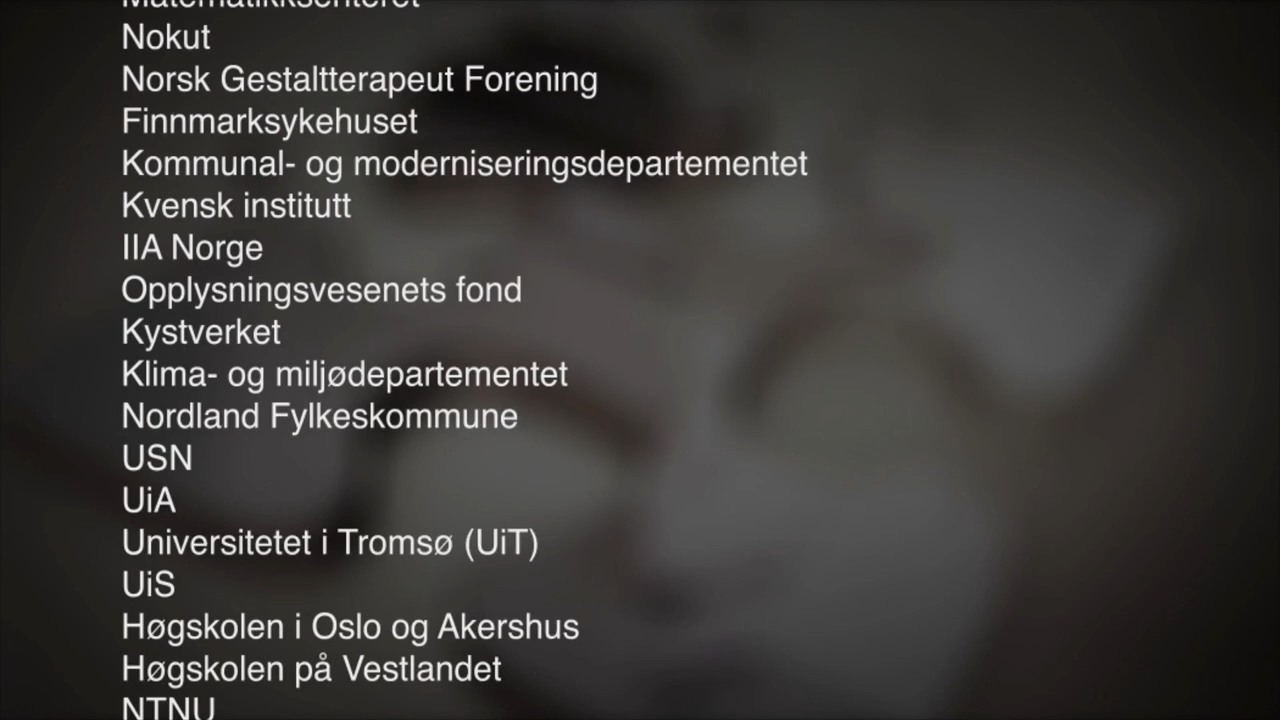 Matematikksenteret
Nokut
Norsk Gestaltterapeut Forening
Finnmarksykehuset
Kommunal- og moderniseringsdepartementet
Kvensk institutt
IIA Norge
Opplysningsvesenets fond
Kystverket
Klima- og miljødepartementet
Nordland Fylkeskommune
USN
UiA
Universitetet i Tromsø (UiT)
UiS
Høgskolen i Oslo og Akershus
Høgskolen på Vestlandet
NTNU